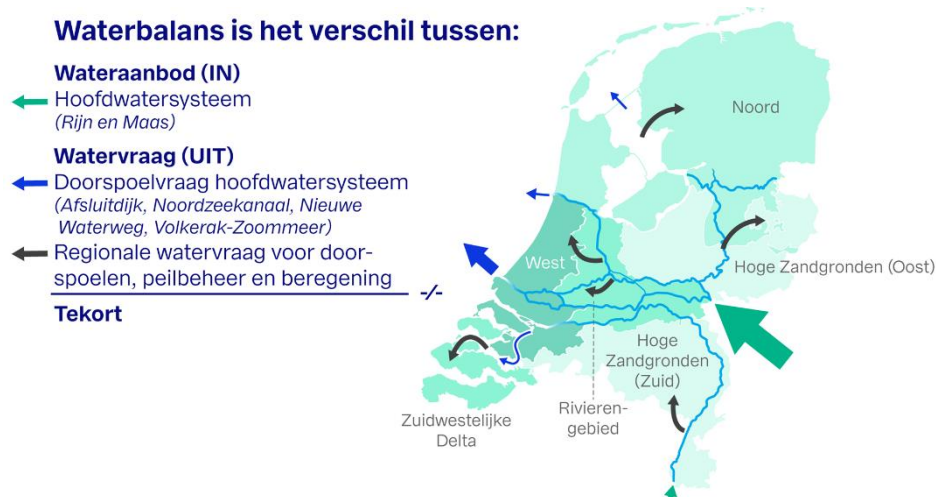 Waterbalans is het verschil tussen:
Wateraanbod (IN)
Hoofdwatersysteem
(Rijn en Maas)
Watervraag (UIT)
Doorspoelvraag hoofdwatersysteem
(Afsluitdijk, Noordzeekanaal, Nieuwe
Waterweg, Volkerak-Zoommeer)
Regionale watervraag voor door-
spoelen, peilbeheer en beregening
-/-
Tekort
Noord
West
Hoge Zandgronden (Oost)
Hoge
Zandgronden
(Zuid)
Rivieren-
gebied
Zuidwestelijke
Delta